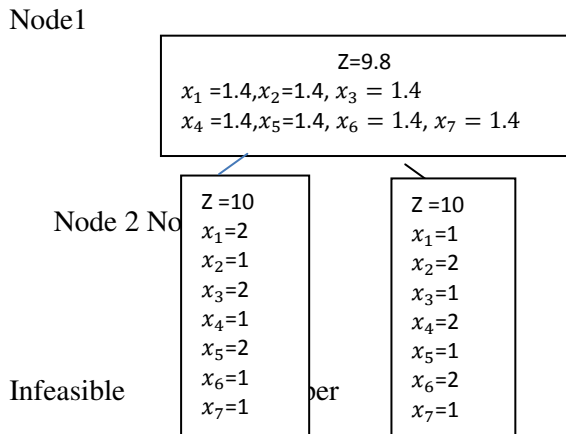 Node1
Z=9.8
x₁ =1.4,x₂=1.4, x₃ = 1.4
x₄ =1.4,x₅=1.4, x₆ = 1.4, x₇ = 1.4
Node 2
Z =10
x₁=2
x₂=1
x₃=2
x₄=1
x₅=2
x₆=1
x₇=1
Z =10
x₁=1
x₂=2
x₃=1
x₄=2
x₅=1
x₆=2
x₇=1
Infeasible